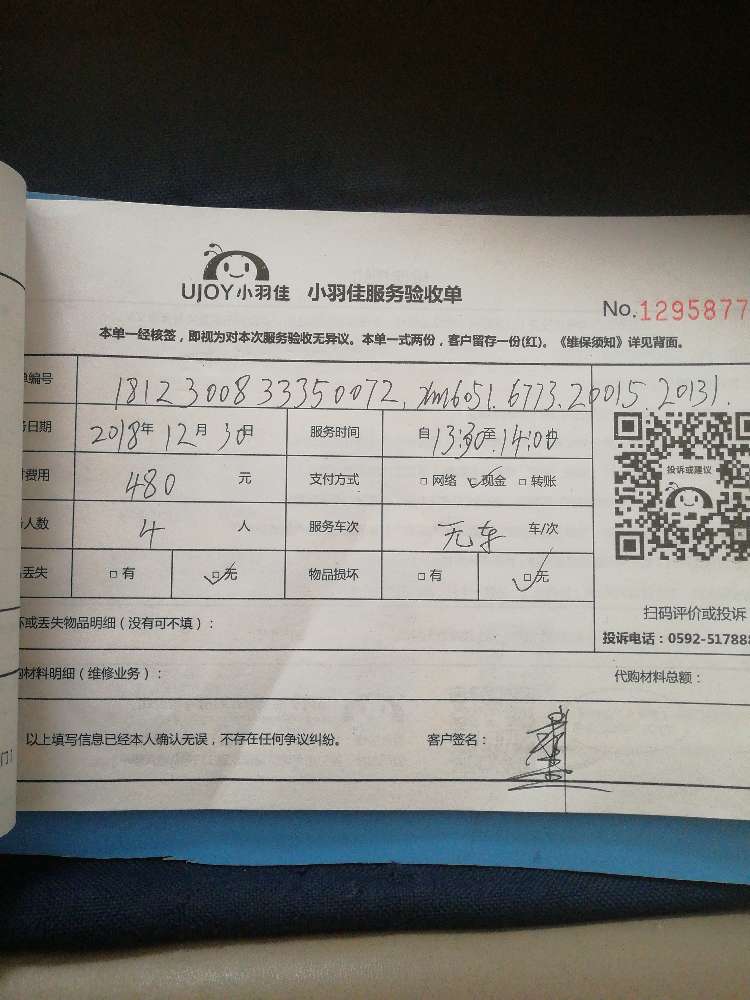 UJOY小羽佳 小羽佳服务验收单
No.1295877
本单一经核签，即视为对本次服务验收无异议。本单一式两份，客户留存一份(红)。《维保须知》详见背面。
单编号 1812300833350072. xm6051. 6773. 20015. 20131.
日期 2018年 12月 30日 服务时间 自13:30至14:00止
费用 480 元 支付方式 □网络 ☑现金 □转账
投诉或建议
人数 4 人 服务车次 无车 车/次
丢失 □有 ☑无 物品损坏 □有 ☑无
扫码评价或投诉
坏或丢失物品明细（没有可不填）：
投诉电话：0592-517888
购材料明细（维修业务）： 代购材料总额：
以上填写信息已经本人确认无误，不存在任何争议纠纷。 客户签名：